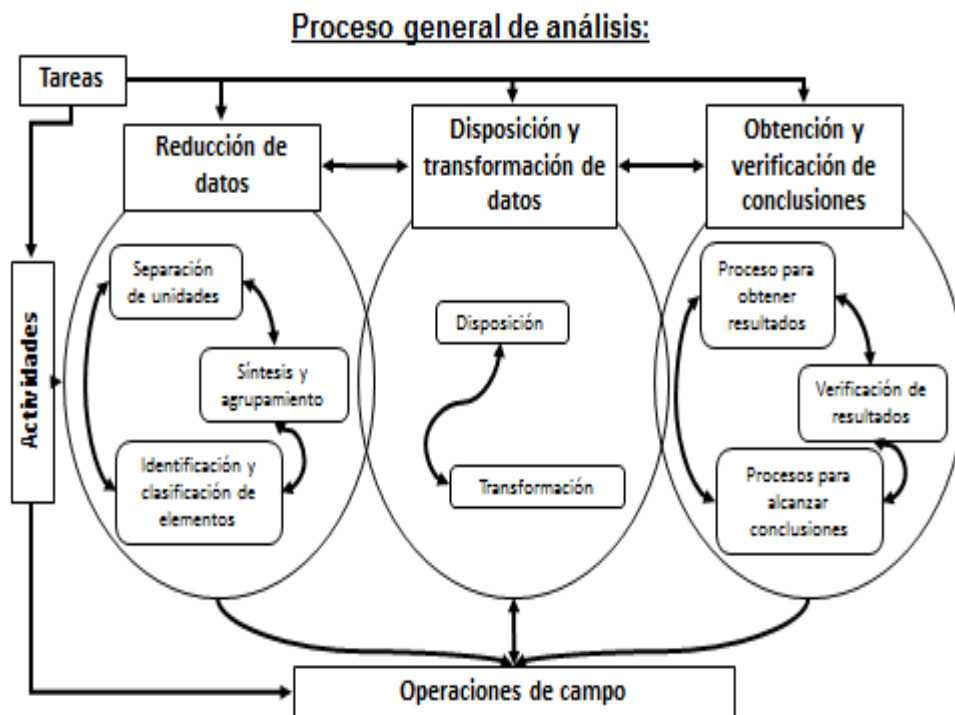 Proceso general de análisis:
Tareas
Reducción de
datos
Disposición y
transformación de
datos
Obtención y
verificación de
conclusiones
Actividades
Separación
de unidades
Síntesis y
agrupamiento
Identificación y
clasificación de
elementos
Disposición
Transformación
Proceso para
obtener
resultados
Verificación de
resultados
Procesos para
alcanzar
conclusiones
Operaciones de campo